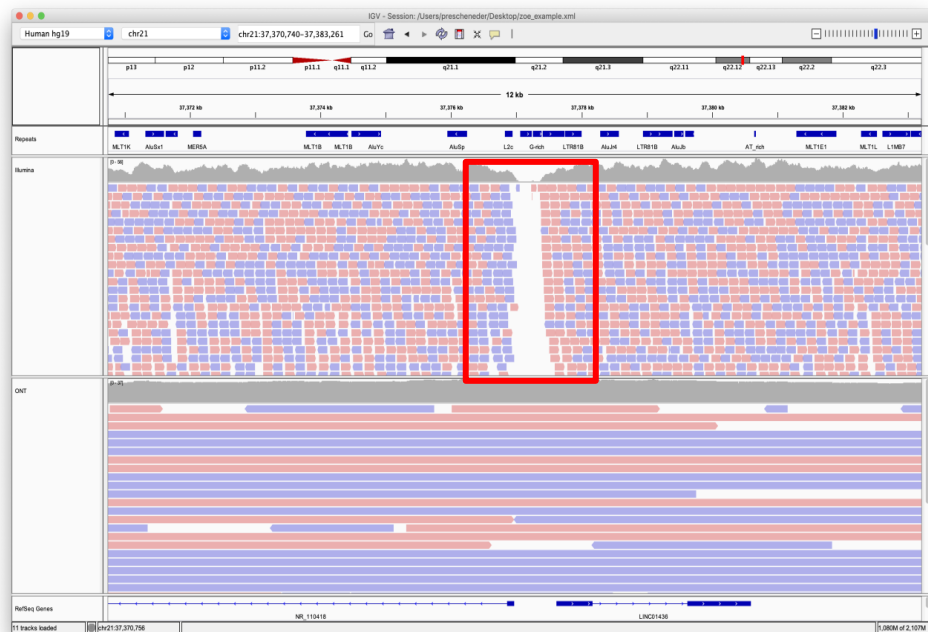 IGV - Session: /Users/prescheneder/Desktop/zoe_example.xml
Human hg19 chr21 chr21:37,370,740-37,383,261 Go
p13 p12 p11.2 p11.1 q11.1 q11.2 q21.1 q21.2 q21.3 q22.11 q22.12 q22.13 q22.2 q22.3
12 kb
37,372 kb 37,374 kb 37,376 kb 37,378 kb 37,380 kb 37,382 kb
Repeats
MLT1K AluSx1 MER5A MLT1B MLT1B AluYc AluSp L2c G-rich LTR81B AluJr4 LTR81B AluJb AT_rich MLT1E1 MLT1L L1MB7
Illumina
ONT
RefSeq Genes
NR_110418 LINC01436
11 tracks loaded chr21:37,370,756 1,080M of 2,107M